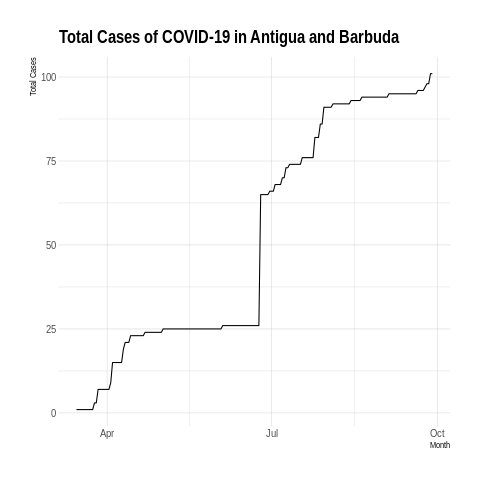 Total Cases of COVID-19 in Antigua and Barbuda
Total Cases
100
75
50
25
0
Apr
Jul
Oct
Month